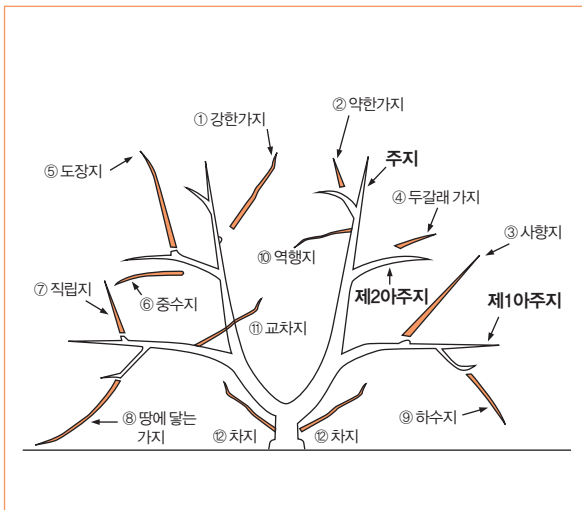 ② 약한가지
① 강한가지
주지
⑤ 도장지
④ 두갈래 가지
③ 사향지
⑩ 역행지
⑦ 직립지
⑥ 중수지
제2아주지
제1아주지
⑪ 교차지
⑧ 땅에 닿는
가지
⑫ 차지
⑫ 차지
⑨ 하수지